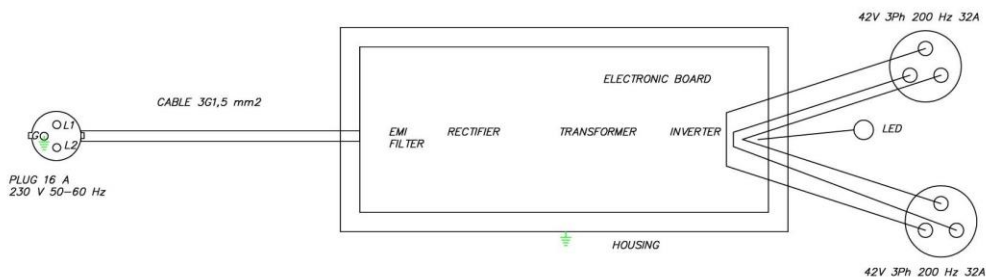 42V 3Ph 200 Hz 32A
ELECTRONIC BOARD
CABLE 3G1,5 mm2
L1
G
L2
EMI
FILTER
RECTIFIER
TRANSFORMER
INVERTER
LED
PLUG 16 A
230 V 50-60 Hz
HOUSING
42V 3Ph 200 Hz 32A